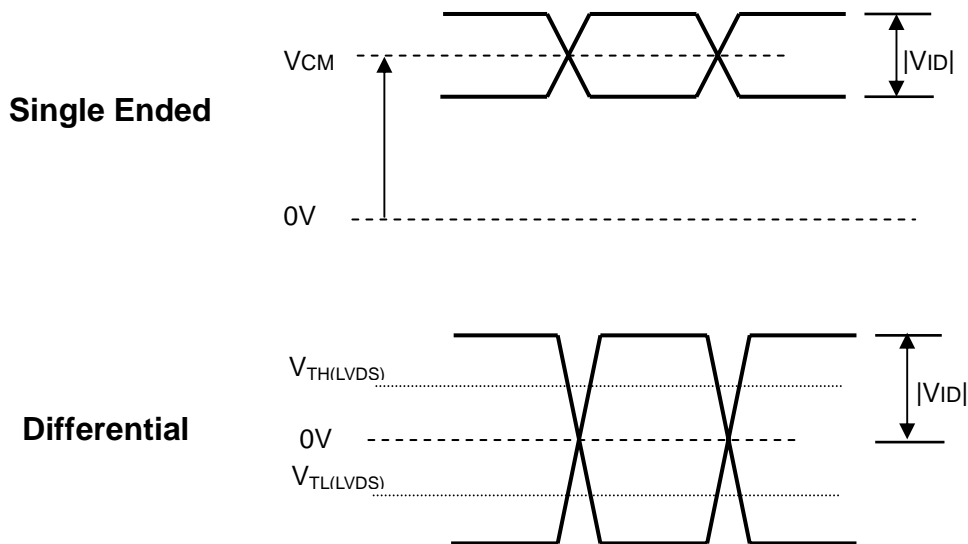 VCM
|VID|
Single Ended
0V
VTH(LVDS)
|VID|
0V
Differential
VTL(LVDS)